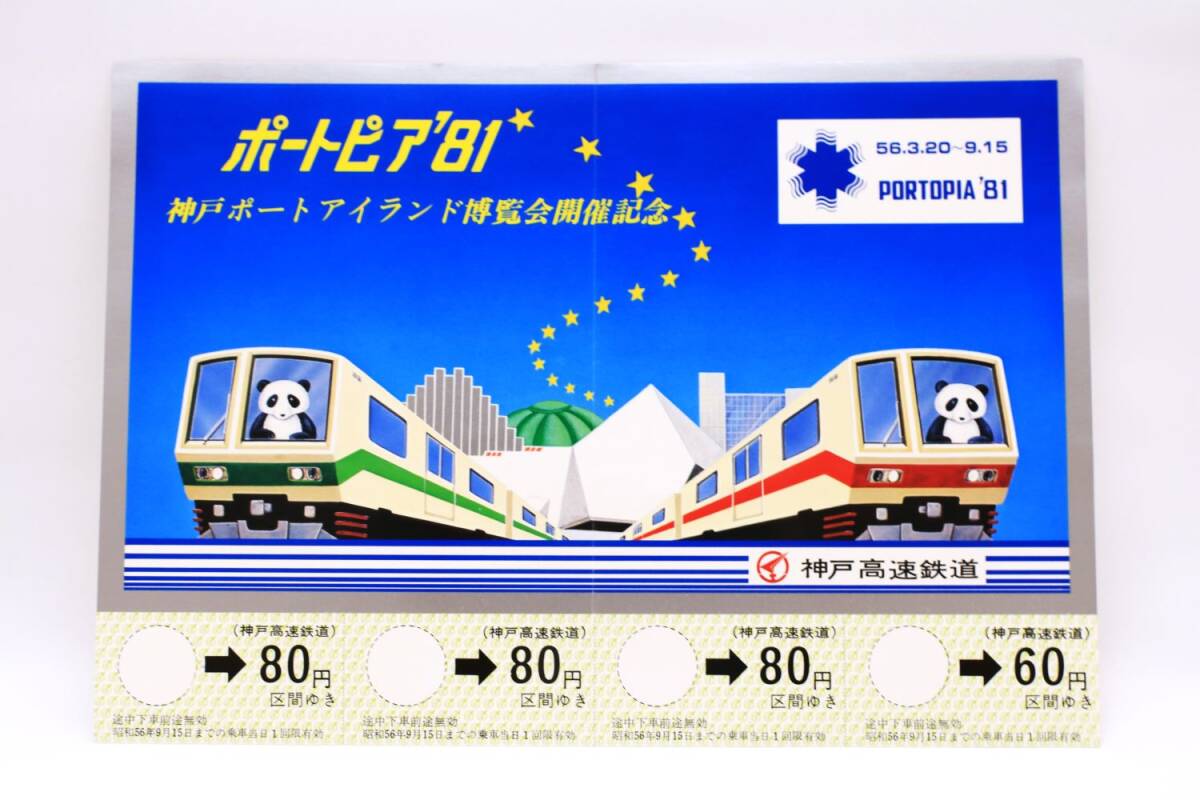 ポートピア'81
神戸ポートアイランド博覧会開催記念
56.3.20~9.15
PORTOPIA '81
神戸高速鉄道
(神戸高速鉄道)
➡80円
区間ゆき
途中下車前途無効
昭和56年9月15日までの乗車当日1回限有効
(神戸高速鉄道)
➡80円
区間ゆき
途中下車前途無効
昭和56年9月15日までの乗車当日1回限有効
(神戸高速鉄道)
➡80円
区間ゆき
途中下車前途無効
昭和56年9月15日までの乗車当日1回限有効
(神戸高速鉄道)
➡60円
区間ゆき
途中下車前途無効
昭和56年9月15日までの乗車当日1回限有効